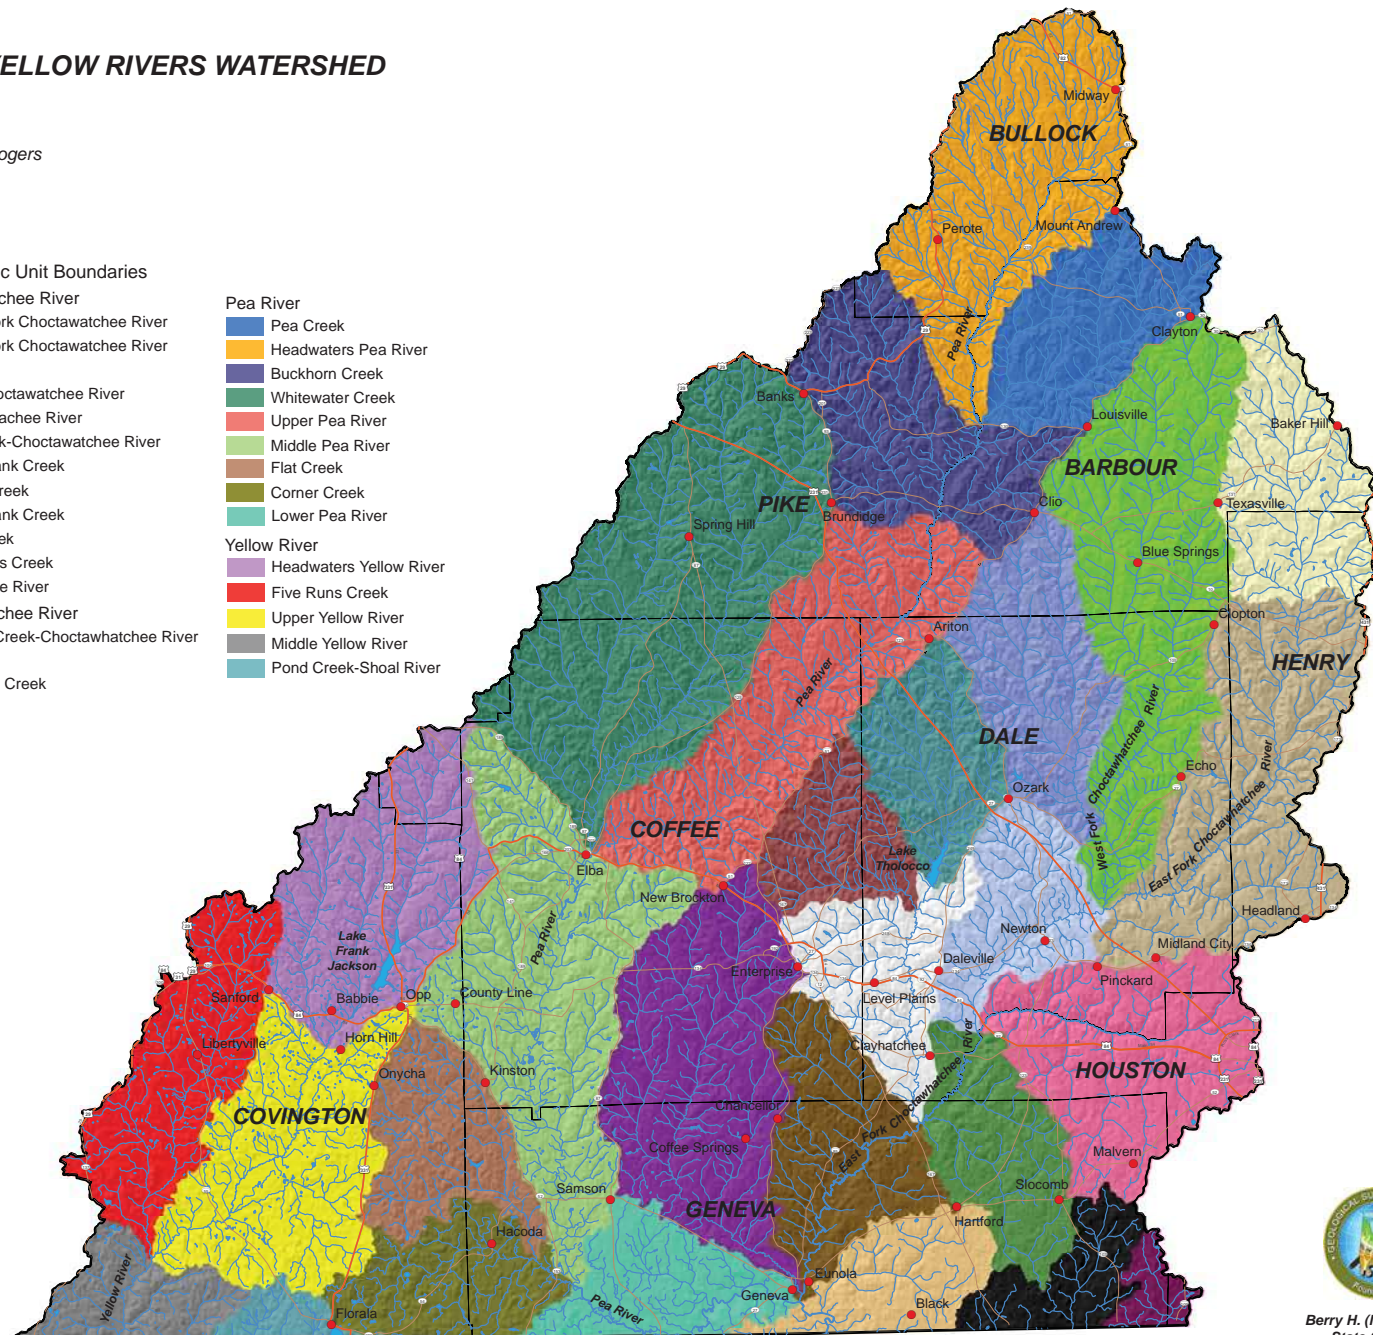 ELLOW RIVERS WATERSHED
ogers
c Unit Boundaries
chee River
rk Choctawatchee River
rk Choctawatchee River
octawatchee River
achee River
k-Choctawatchee River
ank Creek
reek
ank Creek
ek
s Creek
e River
chee River
Creek-Choctawhatchee River
Creek
Pea River
Pea Creek
Headwaters Pea River
Buckhorn Creek
Whitewater Creek
Upper Pea River
Middle Pea River
Flat Creek
Corner Creek
Lower Pea River
Yellow River
Headwaters Yellow River
Five Runs Creek
Upper Yellow River
Middle Yellow River
Pond Creek-Shoal River
Midway
BULLOCK
Perote
Mount Andrew
Pea River
Clayton
Banks
Louisville
Baker Hill
BARBOUR
PIKE
Brundidge
Clio
Texasville
Spring Hill
Blue Springs
Clopton
Ariton
HENRY
Pea River
DALE
West Fork Choctawhatchee River
Echo
East Fork Choctawhatchee River
Ozark
COFFEE
Lake
Tholocco
Elba
New Brockton
Headland
Pea River
Newton
Midland City
Lake
Frank
Jackson
Enterprise
Daleville
Pinckard
Level Plains
Sanford
Babbie
Opp
County Line
Libertyville
Horn Hill
Clayhatchee
East Fork Choctawhatchee River
Onycha
Kinston
HOUSTON
COVINGTON
Chancellor
Coffee Springs
Malvern
Samson
GENEVA
Slocomb
Hartford
Hacoda
Yellow River
Eunola
Geneva
Pea River
Florala
Black
GEOLOGICAL SU
Berry H. (